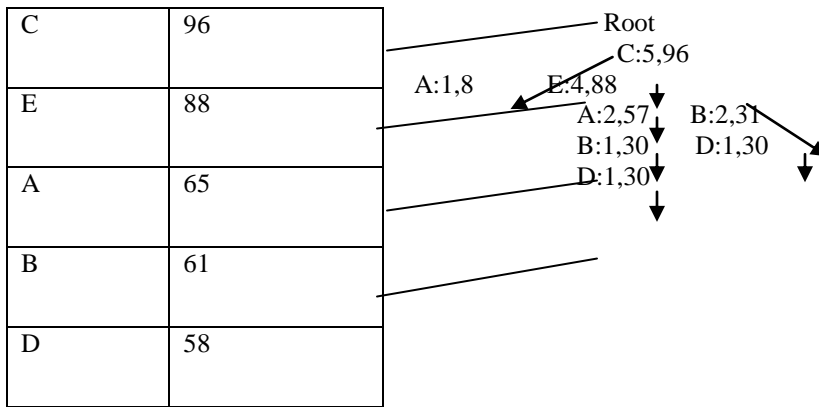 C 96
E 88
A 65
B 61
D 58
Root
C:5,96
A:1,8 E:4,88
A:2,57 B:2,31
B:1,30 D:1,30
D:1,30